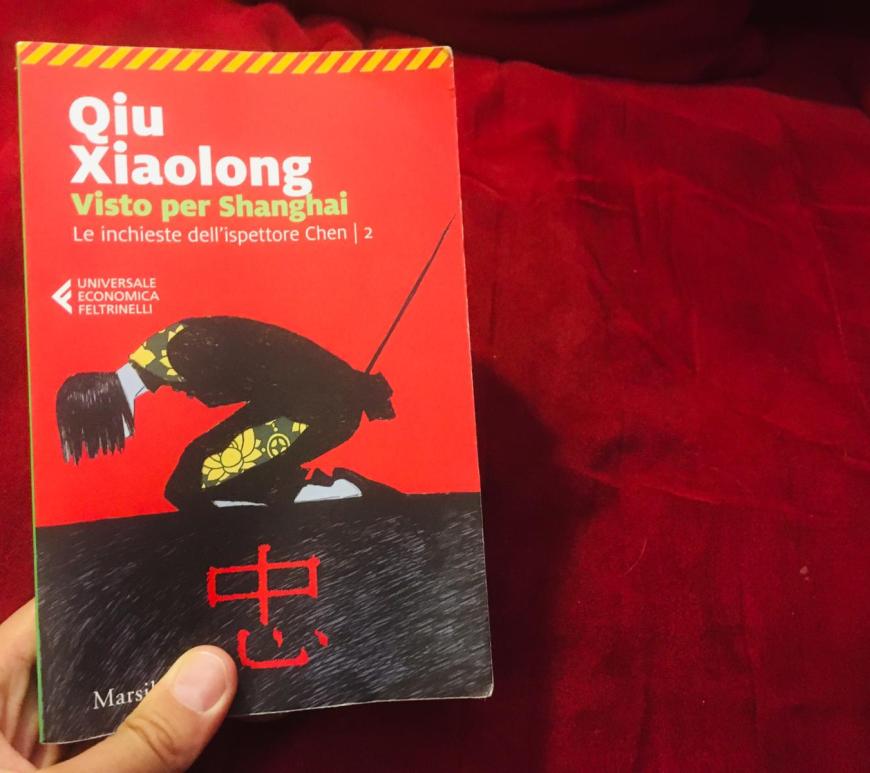 Qiu
Xiaolong
Visto per Shanghai
Le inchieste dell'ispettore Chen | 2
UNIVERSALE
ECONOMICA
FELTRINELLI
忠